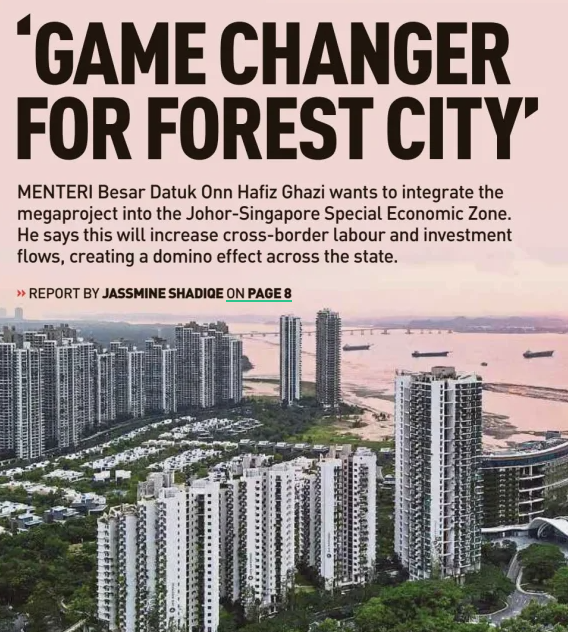 ‘GAME CHANGER
FOR FOREST CITY’
MENTERI Besar Datuk Onn Hafiz Ghazi wants to integrate the
megaproject into the Johor-Singapore Special Economic Zone.
He says this will increase cross-border labour and investment
flows, creating a domino effect across the state.
›› REPORT BY JASSMINE SHADIQE ON PAGE 8